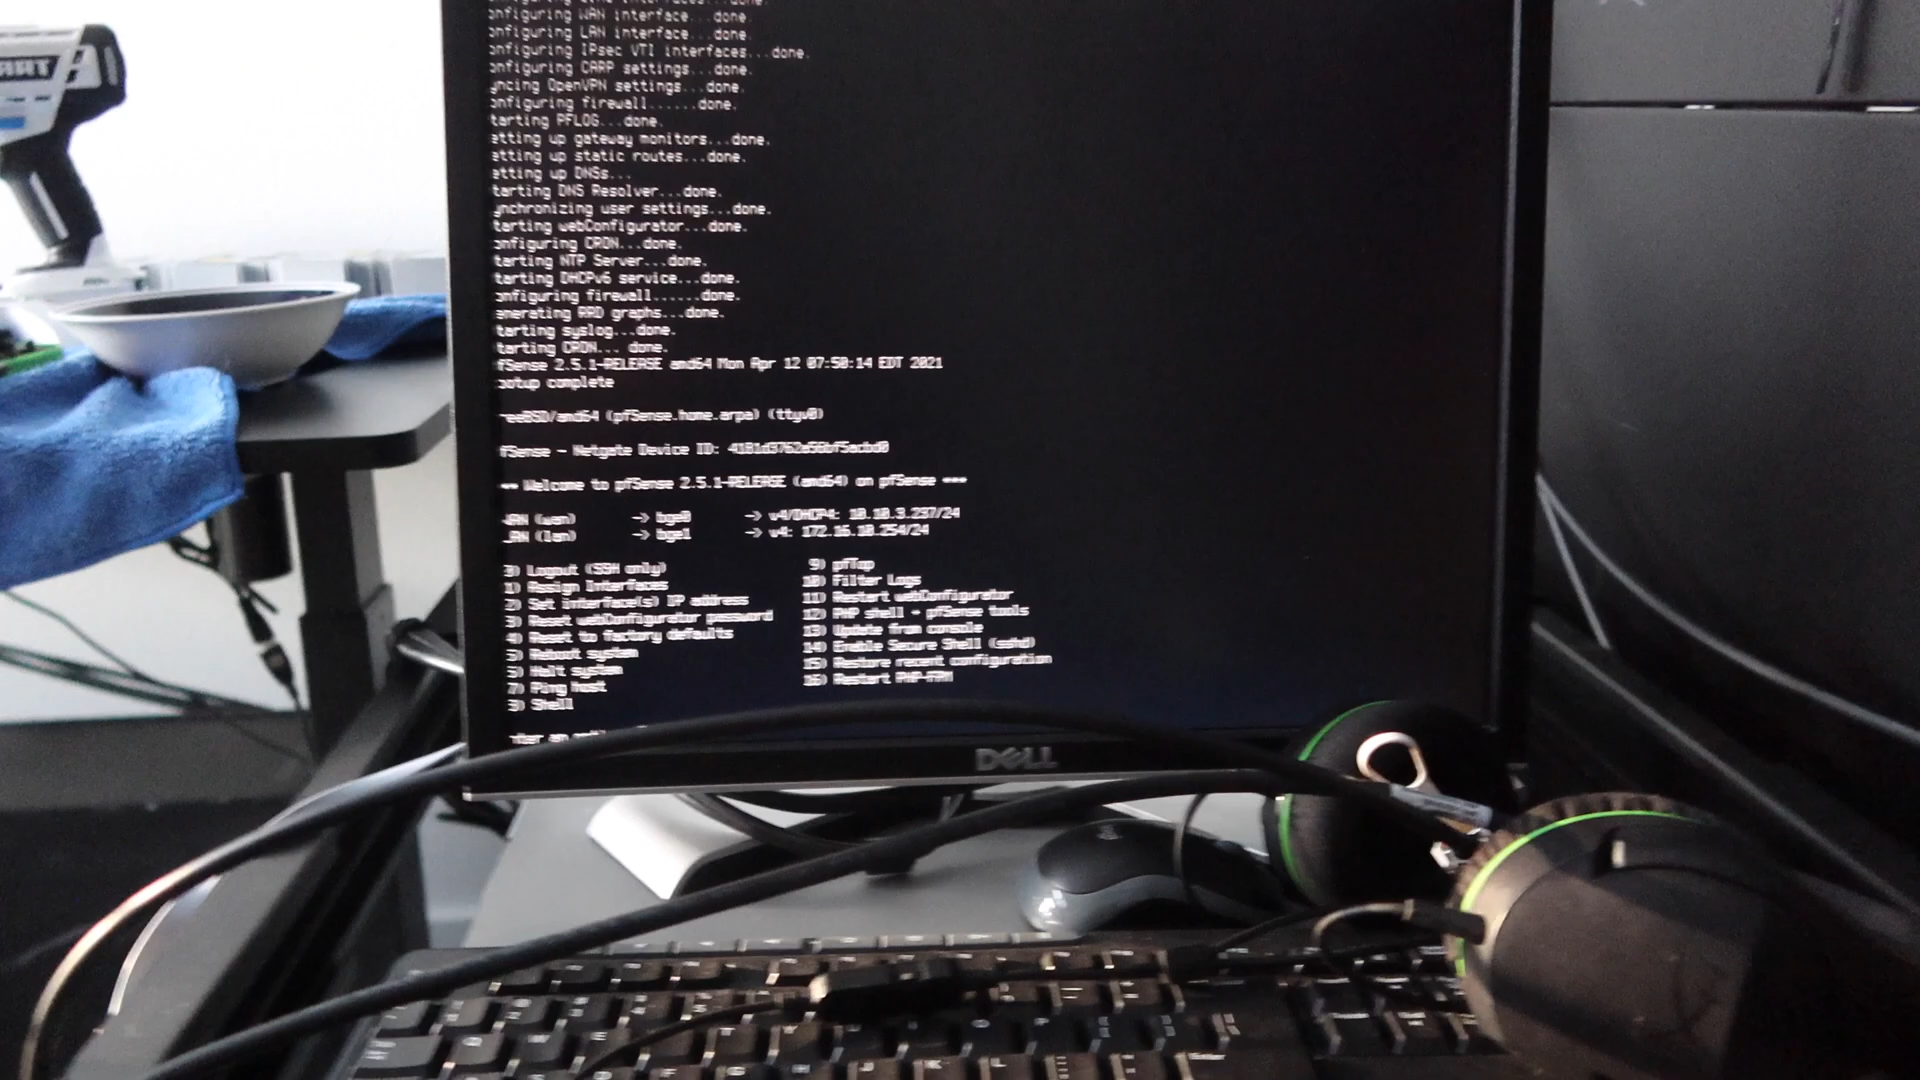 onfiguring WAN interface...done.
onfiguring LAN interface...done.
onfiguring IPsec VTI interfaces...done.
onfiguring CARP settings...done.
yncing OpenVPN settings...done.
onfiguring firewall......done.
tarting PFLOG...done.
etting up gateway monitors...done.
etting up static routes...done.
etting up DNSs...
tarting DNS Resolver...done.
ynchronizing user settings...done.
tarting webConfigurator...done.
onfiguring CRON...done.
tarting NTP Server...done.
tarting DHCPv6 service...done.
onfiguring firewall......done.
enerating RRD graphs...done.
tarting syslog...done.
tarting CRON... done.
fSense 2.5.1-RELEASE amd64 Mon Apr 12 07:50:14 EDT 2021
ootup complete
reeBSD/amd64 (pfSense.home.arpa) (ttyv0)
fSense - Netgate Device ID:
** Welcome to pfSense 2.5.1-RELEASE (amd64) on pfSense ***
WAN (wan) -> bge0 -> v4/DHCP4:
LAN (lan) -> bge1 -> v4: 172.16.10.254/24
0) Logout (SSH only)
1) Assign Interfaces
2) Set interface(s) IP address
3) Reset webConfigurator password
4) Reset to factory defaults
5) Reboot system
6) Halt system
7) Ping host
8) Shell
9) pfTop
10) Filter Logs
11) Restart webConfigurator
12) PHP shell + pfSense tools
13) Update from console
14) Enable Secure Shell (sshd)
15) Restore recent configuration
16) Restart PHP-FPM
nter an
DELL